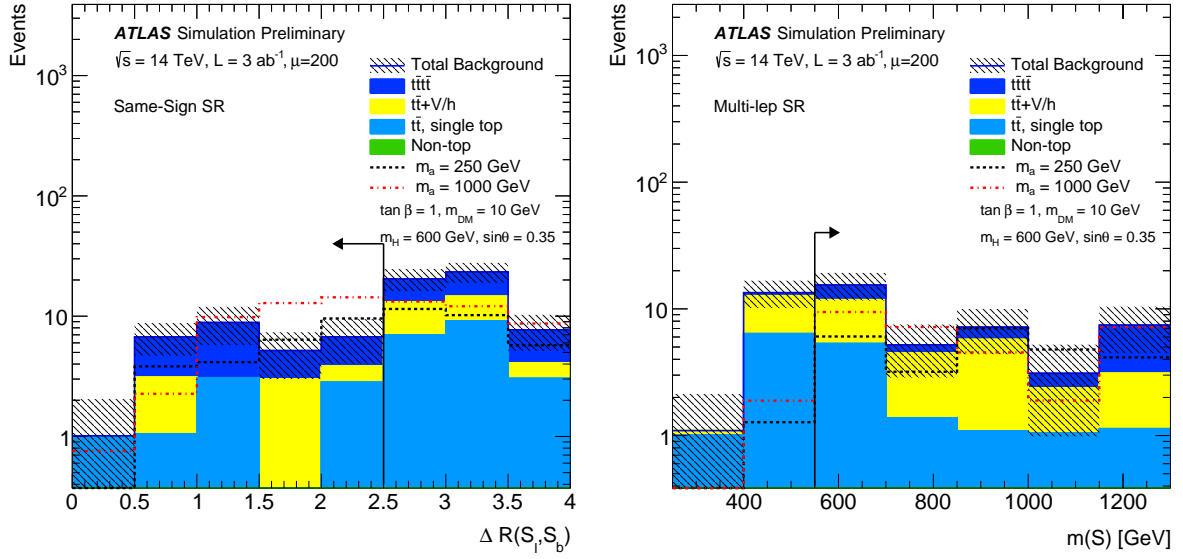 Events
ATLAS Simulation Preliminary
√s = 14 TeV, L = 3 ab⁻¹, μ=200
Same-Sign SR
Total Background
tt̄tt̄
tt̄+V/h
tt̄, single top
Non-top
mₐ = 250 GeV
mₐ = 1000 GeV
tan β = 1, m_DM = 10 GeV
m_H = 600 GeV, sinθ = 0.35
10³
10²
10
1
0 0.5 1 1.5 2 2.5 3 3.5 4
Δ R(S_l,S_b)
Events
ATLAS Simulation Preliminary
√s = 14 TeV, L = 3 ab⁻¹, μ=200
Multi-lep SR
Total Background
tt̄tt̄
tt̄+V/h
tt̄, single top
Non-top
mₐ = 250 GeV
mₐ = 1000 GeV
tan β = 1, m_DM = 10 GeV
m_H = 600 GeV, sinθ = 0.35
10³
10²
10
1
400 600 800 1000 1200
m(S) [GeV]